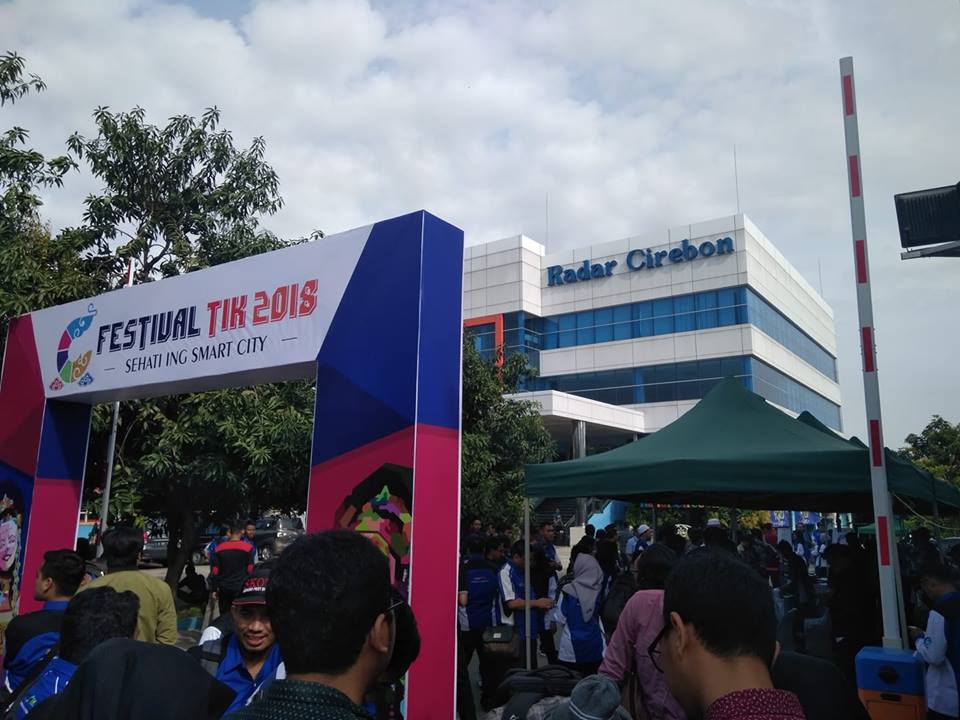 FESTIVAL TIK 2018
SEHATI ING SMART CITY
Radar Cirebon